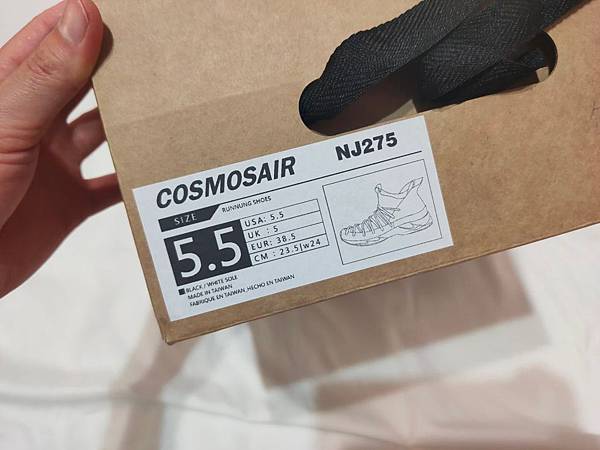 COSMOSAIR NJ275
SIZE RUNNUNG SHOES
5.5
USA: 5.5
UK : 5
EUR: 38.5
CM : 23.5|w24
BLACK / WHITE SOLE
MADE IN TAIWAN
FABRIQUE EN TAIWAN ,HECHO EN TAIWAN